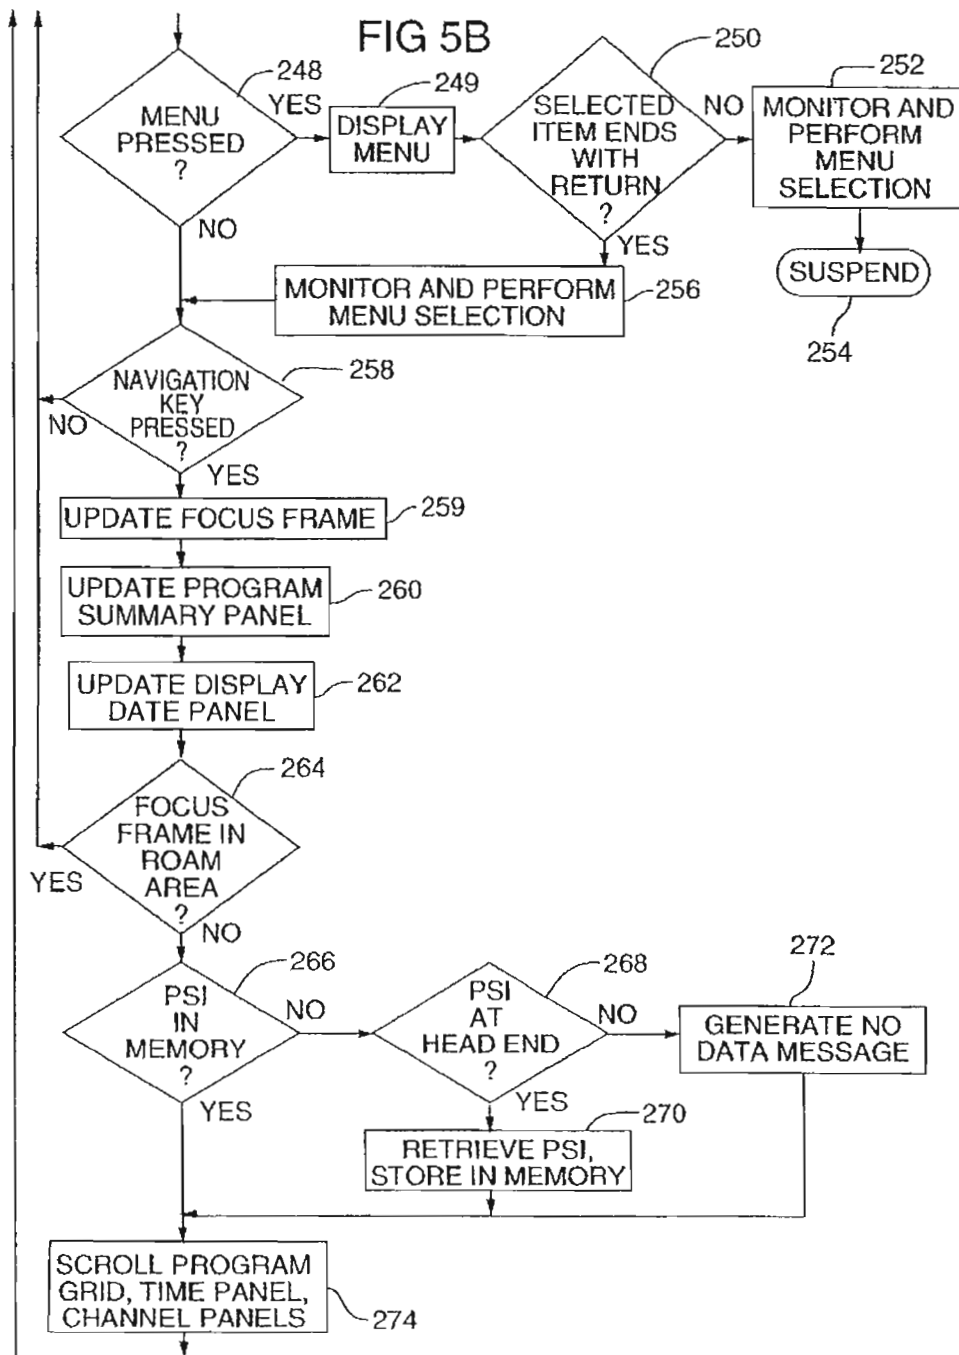 FIG 5B
248
MENU
PRESSED
?
YES
NO
249
DISPLAY
MENU
250
SELECTED
ITEM ENDS
WITH
RETURN
?
NO
YES
252
MONITOR AND
PERFORM
MENU
SELECTION
SUSPEND
254
MONITOR AND PERFORM
MENU SELECTION
256
258
NAVIGATION
KEY
PRESSED
?
NO
YES
UPDATE FOCUS FRAME
259
UPDATE PROGRAM
SUMMARY PANEL
260
UPDATE DISPLAY
DATE PANEL
262
264
FOCUS
FRAME IN
ROAM
AREA
?
YES
NO
266
PSI
IN
MEMORY
?
NO
YES
268
PSI
AT
HEAD END
?
NO
YES
272
GENERATE NO
DATA MESSAGE
270
RETRIEVE PSI,
STORE IN MEMORY
SCROLL PROGRAM
GRID, TIME PANEL,
CHANNEL PANELS
274